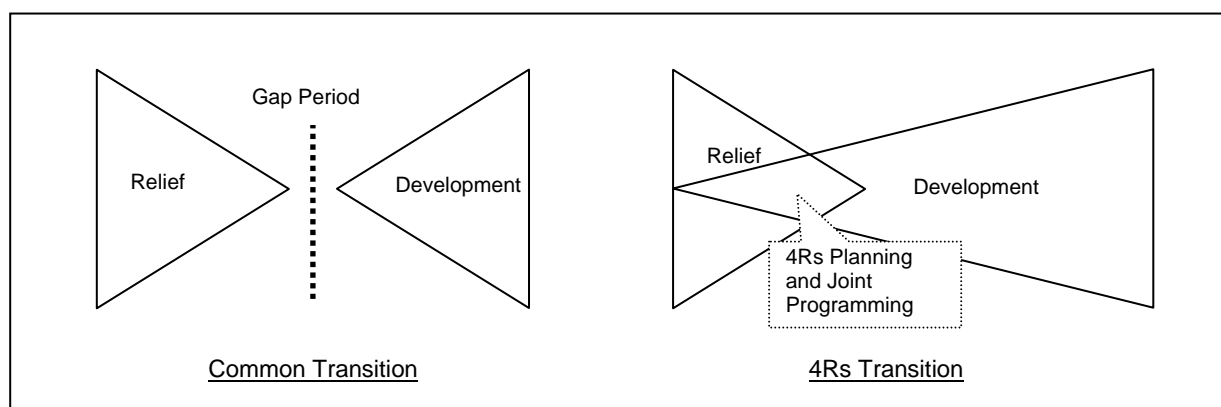 Gap Period
Relief
Development
Common Transition
Relief
Development
4Rs Planning
and Joint
Programming
4Rs Transition